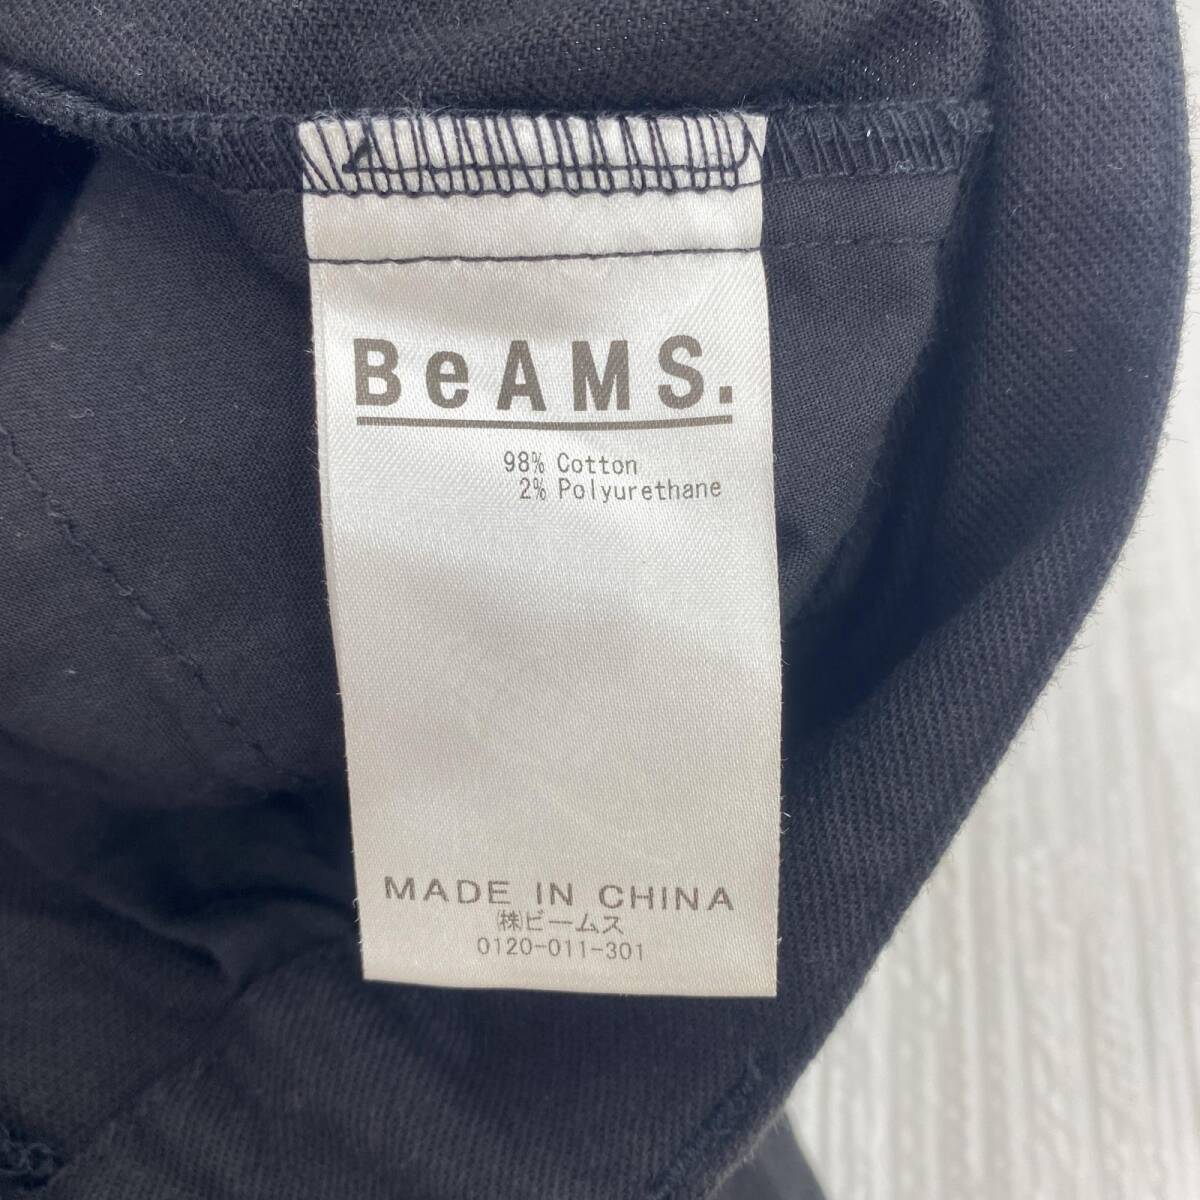 BeAMS.
98% Cotton
2% Polyurethane
MADE IN CHINA
㈱ビームス
0120-011-301